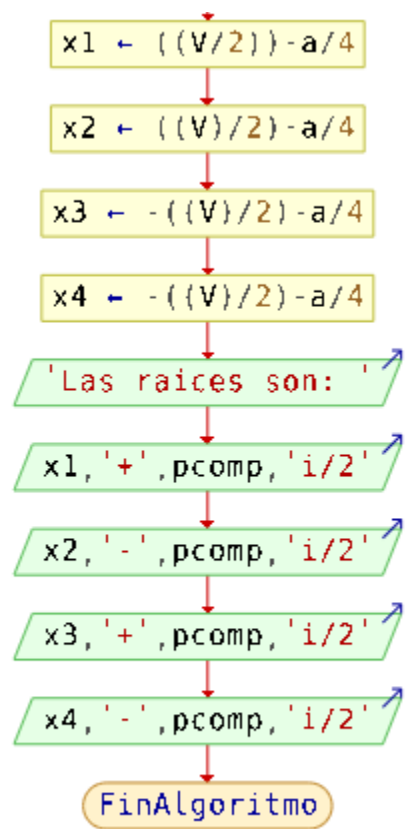 x1 ← ((V/2))-a/4
x2 ← ((V)/2)-a/4
x3 ← -((V)/2)-a/4
x4 ← -((V)/2)-a/4
'Las raices son: '
x1,'+',pcomp,'i/2'
x2,'-',pcomp,'i/2'
x3,'+',pcomp,'i/2'
x4,'-',pcomp,'i/2'
FinAlgoritmo